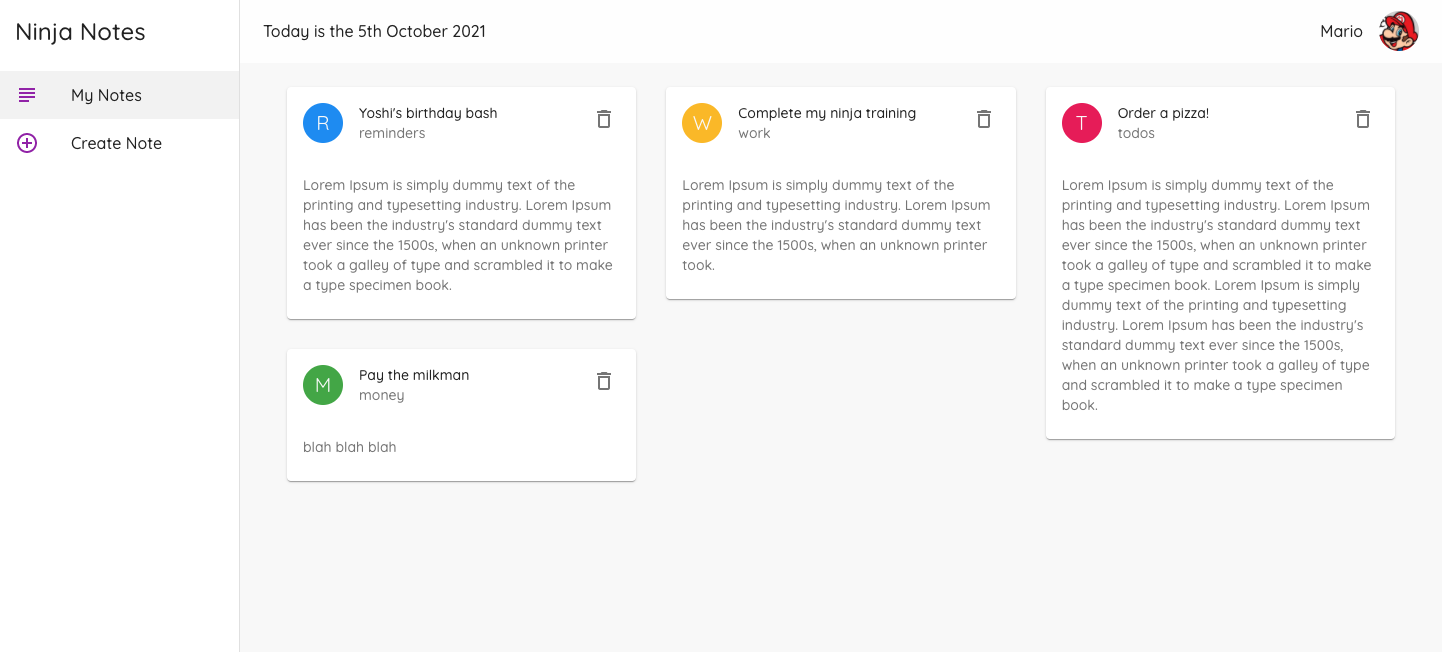 Ninja Notes
My Notes
Create Note
Today is the 5th October 2021
Mario
R
Yoshi's birthday bash
reminders
Lorem Ipsum is simply dummy text of the
printing and typesetting industry. Lorem Ipsum
has been the industry's standard dummy text
ever since the 1500s, when an unknown printer
took a galley of type and scrambled it to make
a type specimen book.
M
Pay the milkman
money
blah blah blah
W
Complete my ninja training
work
Lorem Ipsum is simply dummy text of the
printing and typesetting industry. Lorem Ipsum
has been the industry's standard dummy text
ever since the 1500s, when an unknown printer
took.
T
Order a pizza!
todos
Lorem Ipsum is simply dummy text of the
printing and typesetting industry. Lorem Ipsum
has been the industry's standard dummy text
ever since the 1500s, when an unknown printer
took a galley of type and scrambled it to make
a type specimen book. Lorem Ipsum is simply
dummy text of the printing and typesetting
industry. Lorem Ipsum has been the industry's
standard dummy text ever since the 1500s,
when an unknown printer took a galley of type
and scrambled it to make a type specimen
book.